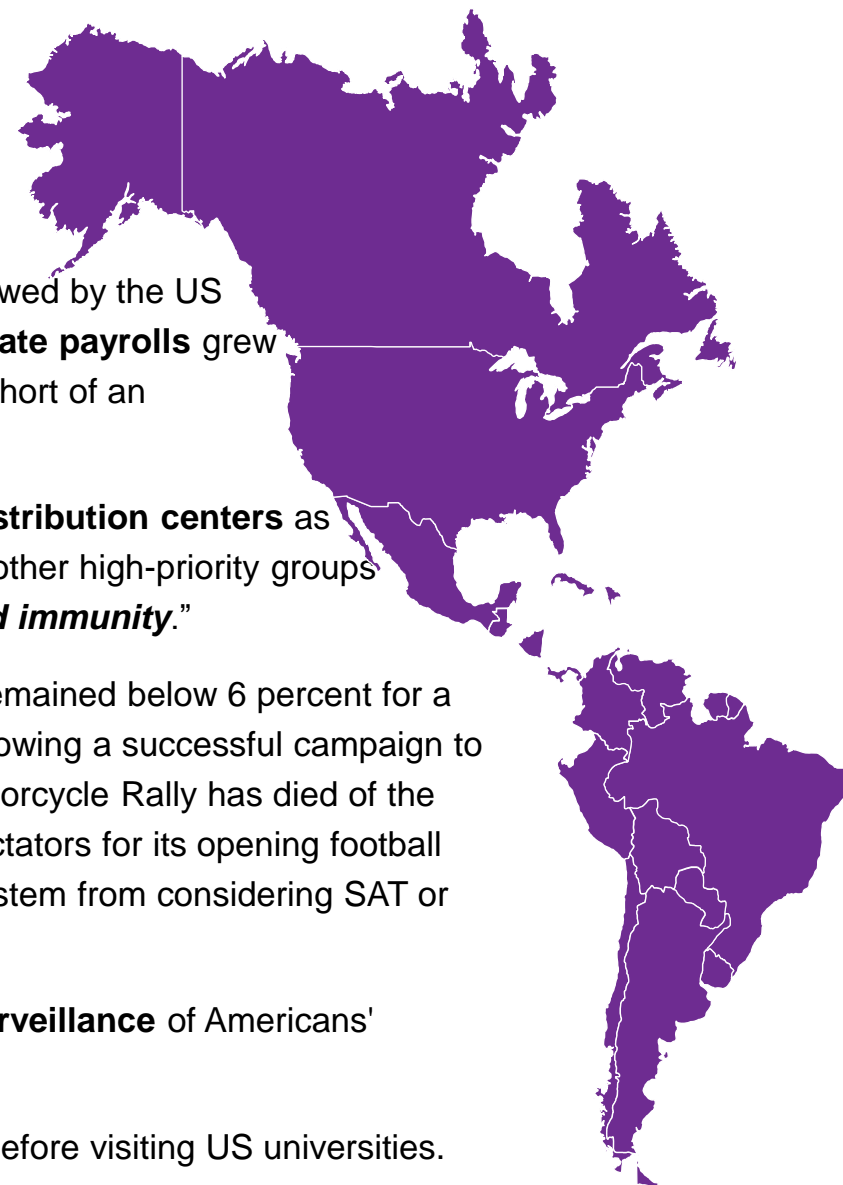 wed by the US
ate payrolls grew
hort of an
stribution centers as
other high-priority groups
d immunity.”
emained below 6 percent for a
owing a successful campaign to
orcycle Rally has died of the
ctators for its opening football
stem from considering SAT or
rveillance of Americans'
efore visiting US universities.